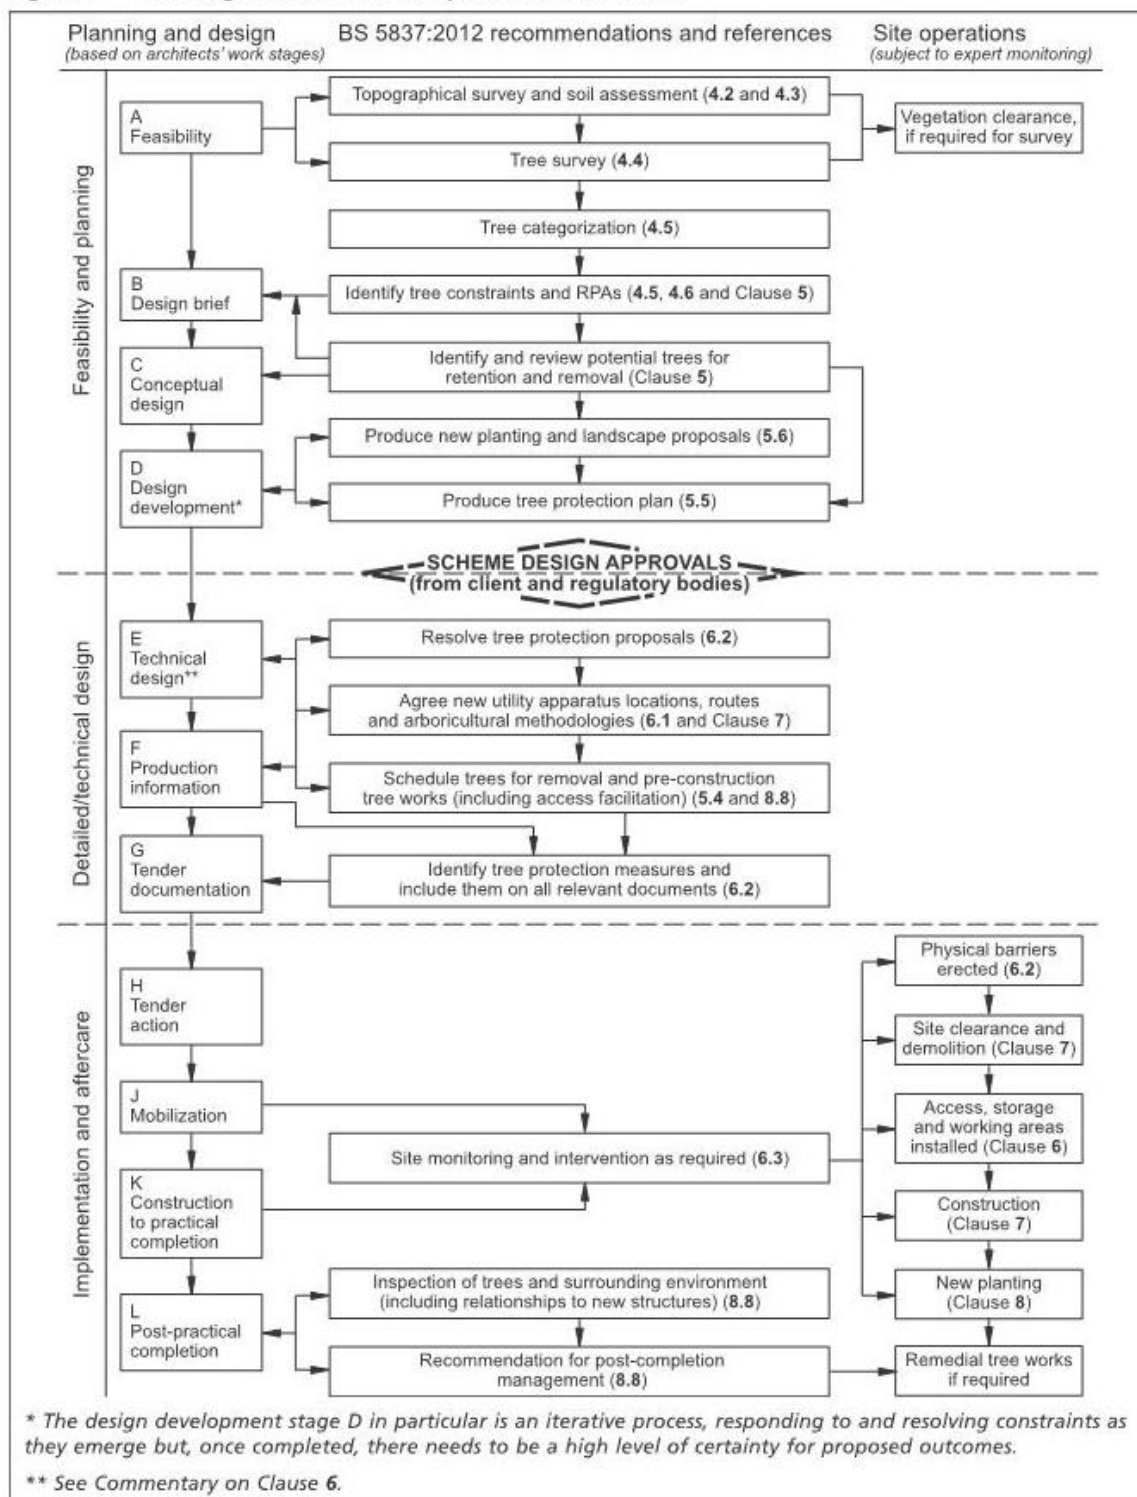 Planning and design
(based on architects' work stages)
BS 5837:2012 recommendations and references
Site operations
(subject to expert monitoring)
Feasibility and planning
A
Feasibility
Topographical survey and soil assessment (4.2 and 4.3)
Vegetation clearance,
if required for survey
Tree survey (4.4)
Tree categorization (4.5)
B
Design brief
Identify tree constraints and RPAs (4.5, 4.6 and Clause 5)
C
Conceptual
design
Identify and review potential trees for
retention and removal (Clause 5)
Produce new planting and landscape proposals (5.6)
D
Design
development*
Produce tree protection plan (5.5)
SCHEME DESIGN APPROVALS
(from client and regulatory bodies)
Detailed/technical design
E
Technical
design**
Resolve tree protection proposals (6.2)
Agree new utility apparatus locations, routes
and arboricultural methodologies (6.1 and Clause 7)
F
Production
information
Schedule trees for removal and pre-construction
tree works (including access facilitation) (5.4 and 8.8)
G
Tender
documentation
Identify tree protection measures and
include them on all relevant documents (6.2)
Implementation and aftercare
H
Tender
action
J
Mobilization
K
Construction
to practical
completion
L
Post-practical
completion
Site monitoring and intervention as required (6.3)
Inspection of trees and surrounding environment
(including relationships to new structures) (8.8)
Recommendation for post-completion
management (8.8)
Physical barriers
erected (6.2)
Site clearance and
demolition (Clause 7)
Access, storage
and working areas
installed (Clause 6)
Construction
(Clause 7)
New planting
(Clause 8)
Remedial tree works
if required
* The design development stage D in particular is an iterative process, responding to and resolving constraints as
they emerge but, once completed, there needs to be a high level of certainty for proposed outcomes.
** See Commentary on Clause 6.